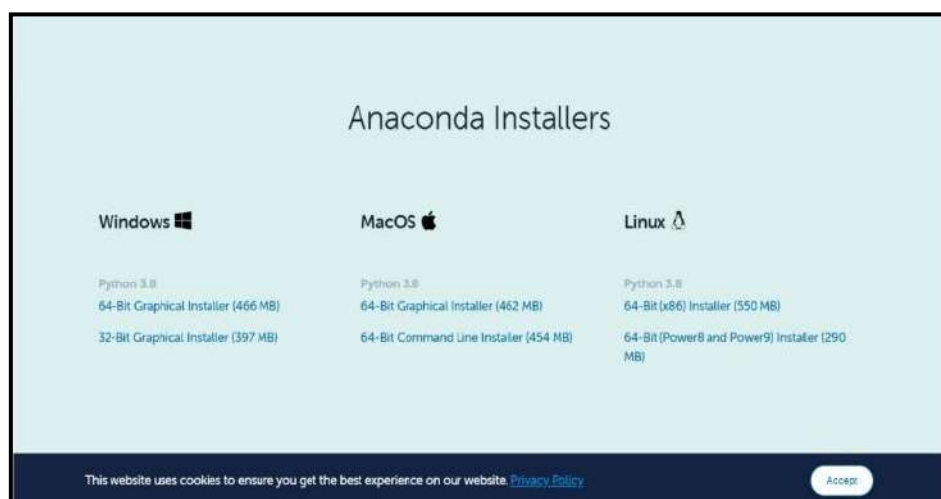 Anaconda Installers
Windows
Python 3.8
64-Bit Graphical Installer (466 MB)
32-Bit Graphical Installer (397 MB)
MacOS
Python 3.8
64-Bit Graphical Installer (462 MB)
64-Bit Command Line Installer (454 MB)
Linux
Python 3.8
64-Bit (x86) Installer (550 MB)
64-Bit (Power8 and Power9) Installer (290
MB)
This website uses cookies to ensure you get the best experience on our website. Privacy Policy
Accept